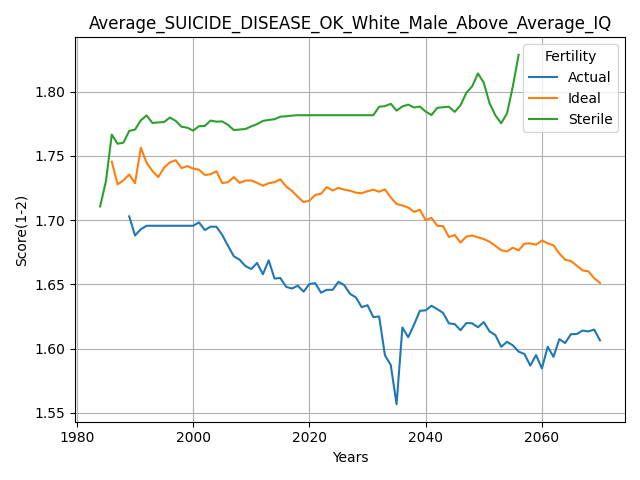 Average_SUICIDE_DISEASE_OK_White_Male_Above_Average_IQ
Fertility
Actual
Ideal
Sterile
Score(1-2)
1.80
1.75
1.70
1.65
1.60
1.55
1980
2000
2020
2040
2060
Years